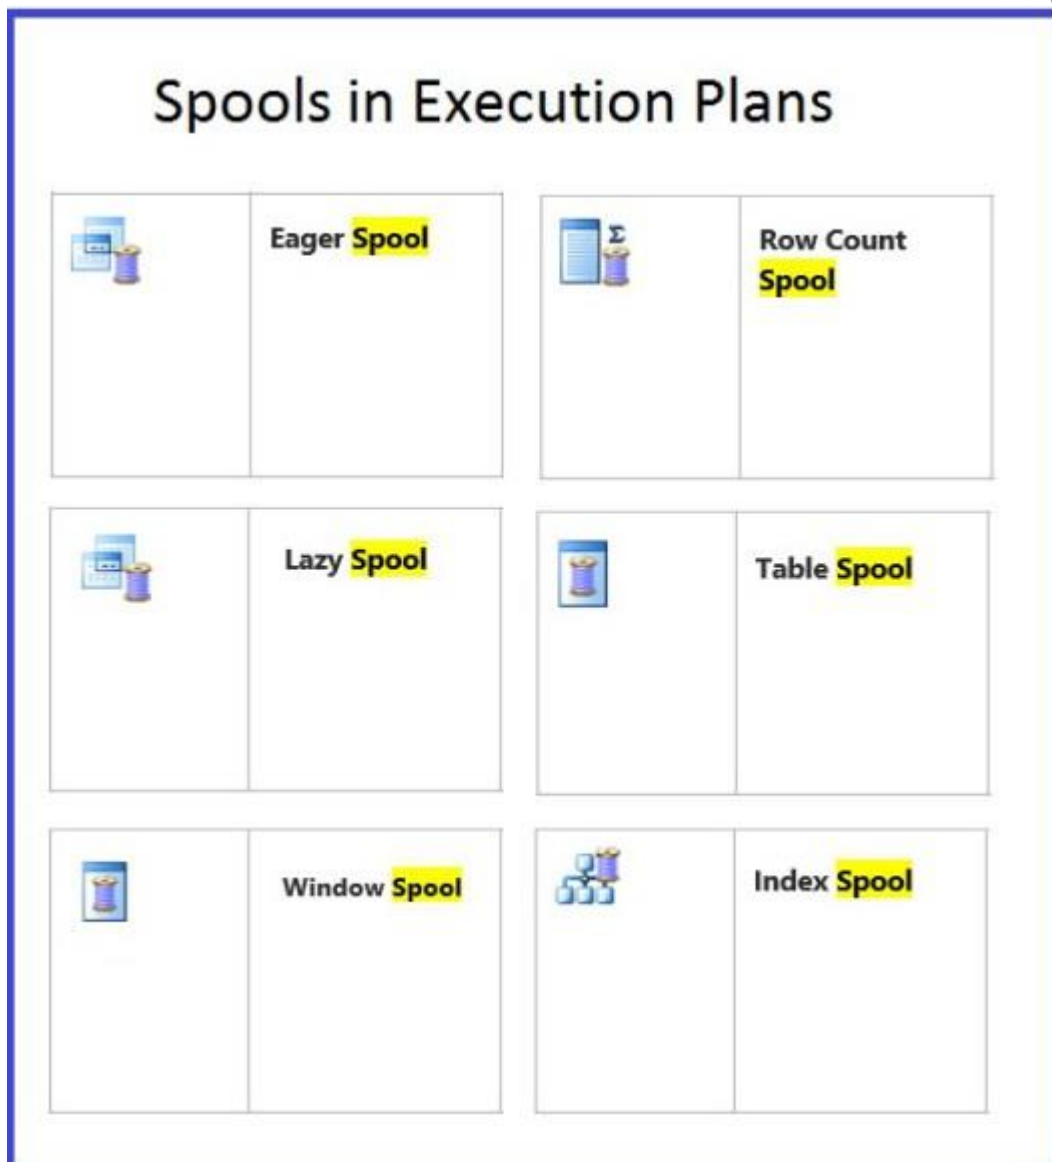 Spools in Execution Plans
Eager Spool
Σ
Row Count
Spool
Lazy Spool
Table Spool
Window Spool
Index Spool